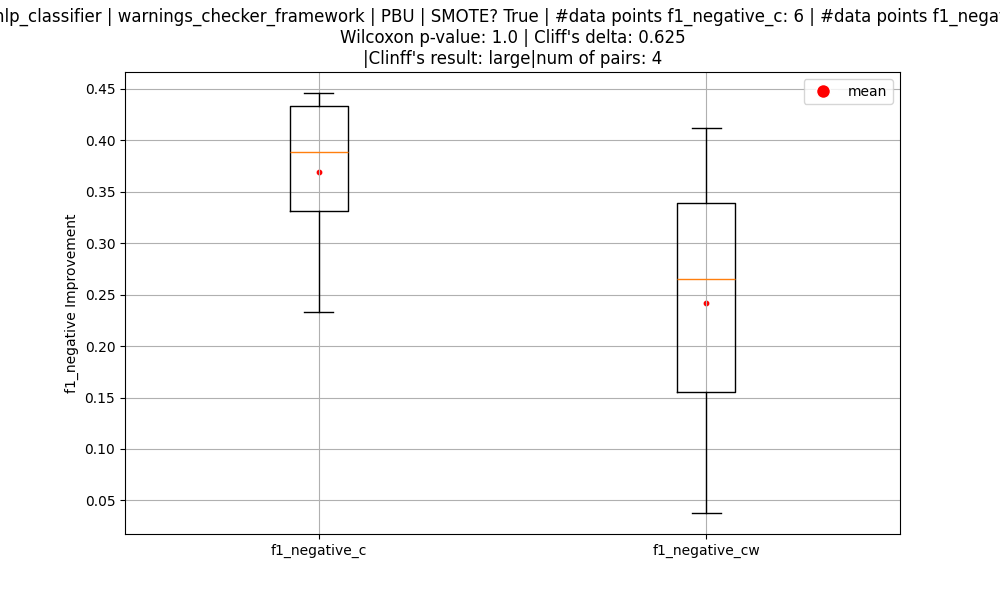 nlp_classifier | warnings_checker_framework | PBU | SMOTE? True | #data points f1_negative_c: 6 | #data points
Wilcoxon p-value: 1.0 | Cliff's delta: 0.625
|Clinff's result: large|num of pairs: 4
mean
0.45
0.40
0.35
0.30
0.25
0.20
0.15
0.10
0.05
f1_negative Improvement
f1_negative_c
f1_negative_cw